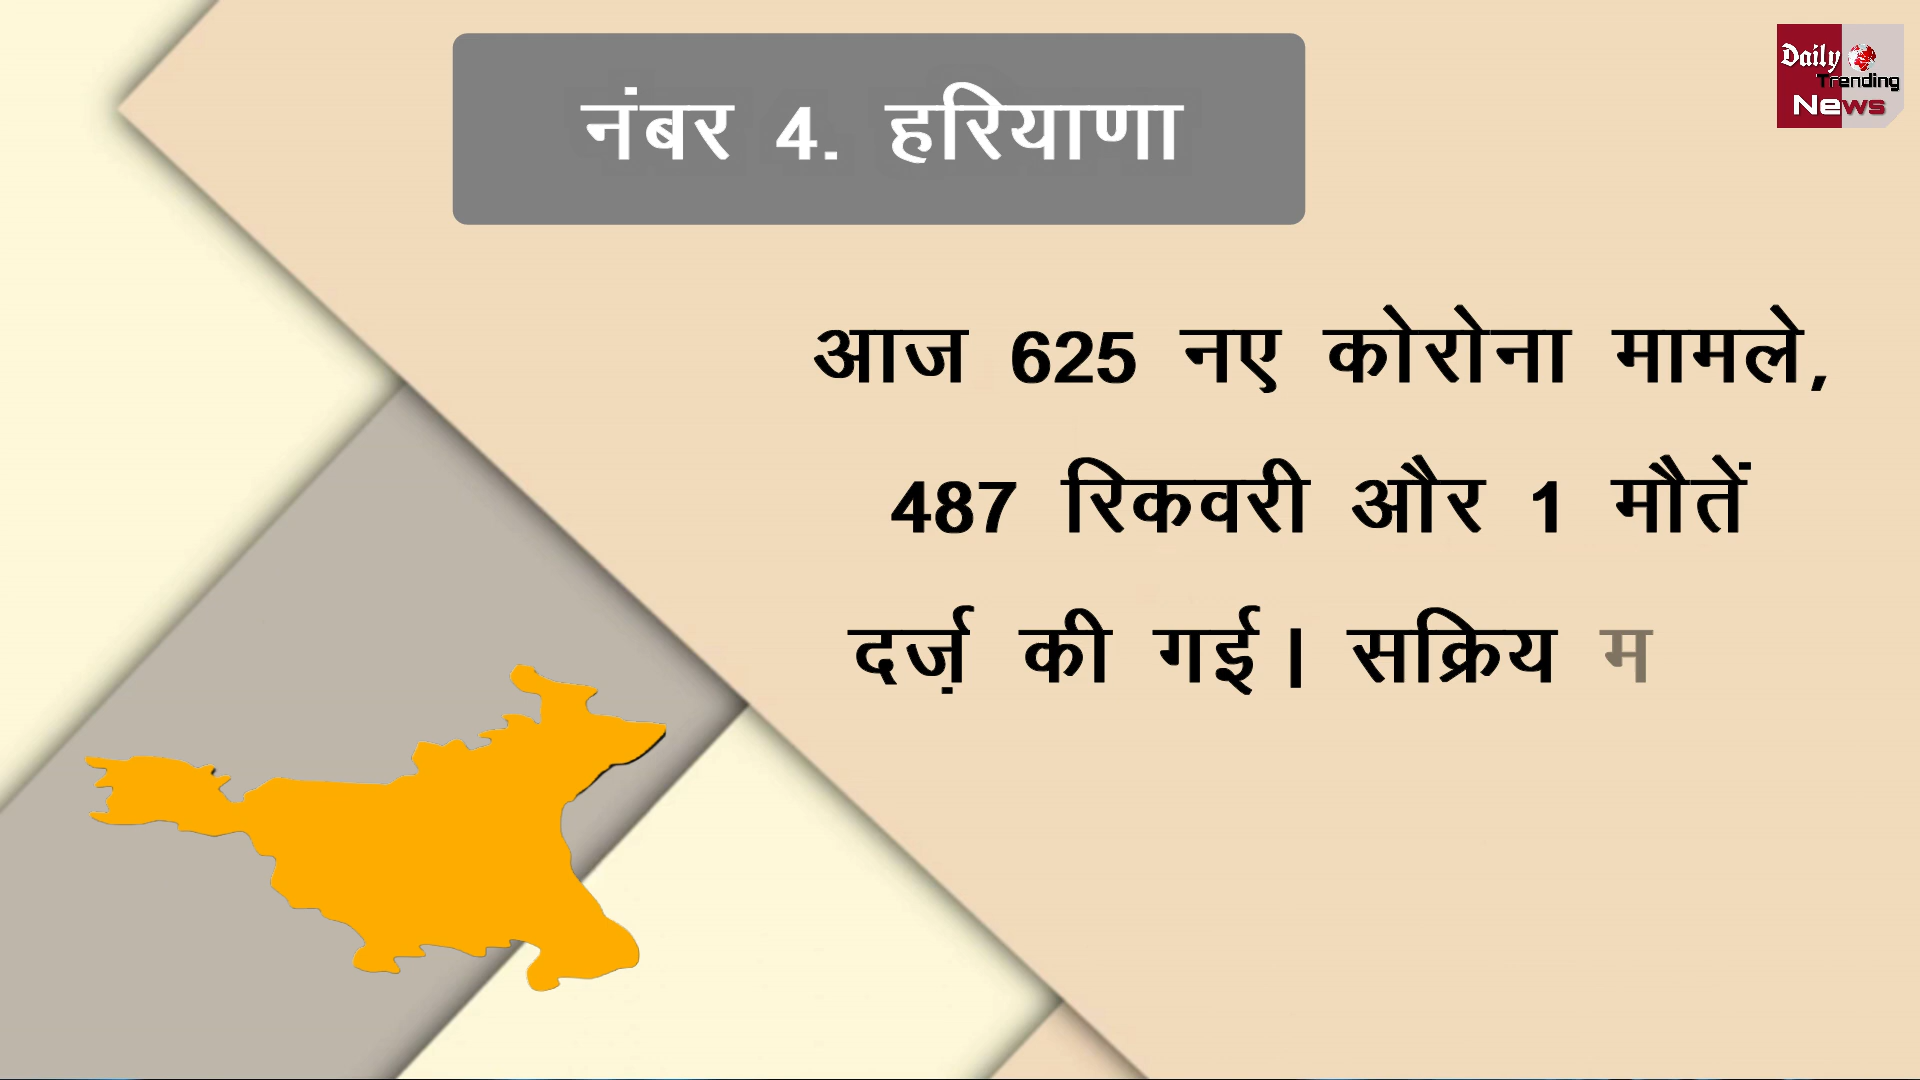 नंबर 4. हरियाणा
Daily
Trending
News
आज 625 नए कोरोना मामले,
487 रिकवरी और 1 मौतें
दर्ज़ की गई। सक्रिय म